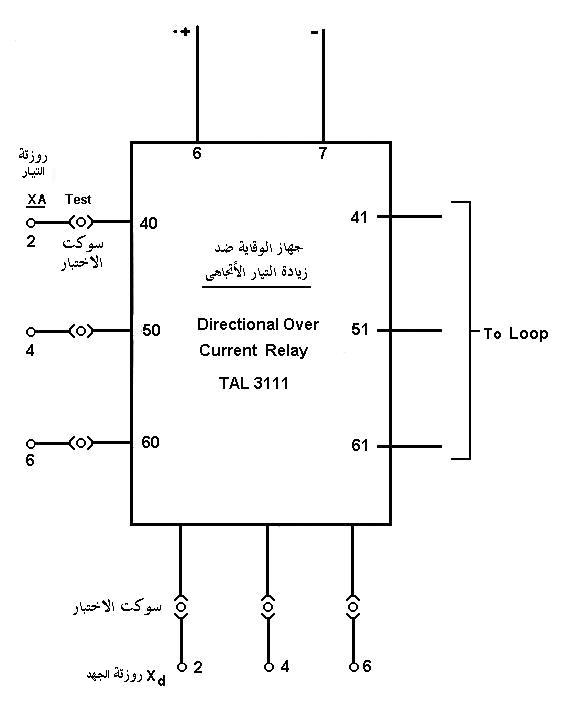 ·+ -
6 7
روزتة
التيار
XA Test
2 40 41
سوكت
الاختبار
جهاز الوقاية ضد
زيادة التيار الأتجاهى
Directional Over
Current Relay
TAL 3111
4 50 51
To Loop
6 60 61
سوكت الاختبار
روزتة الجهد Xd 2 4 6